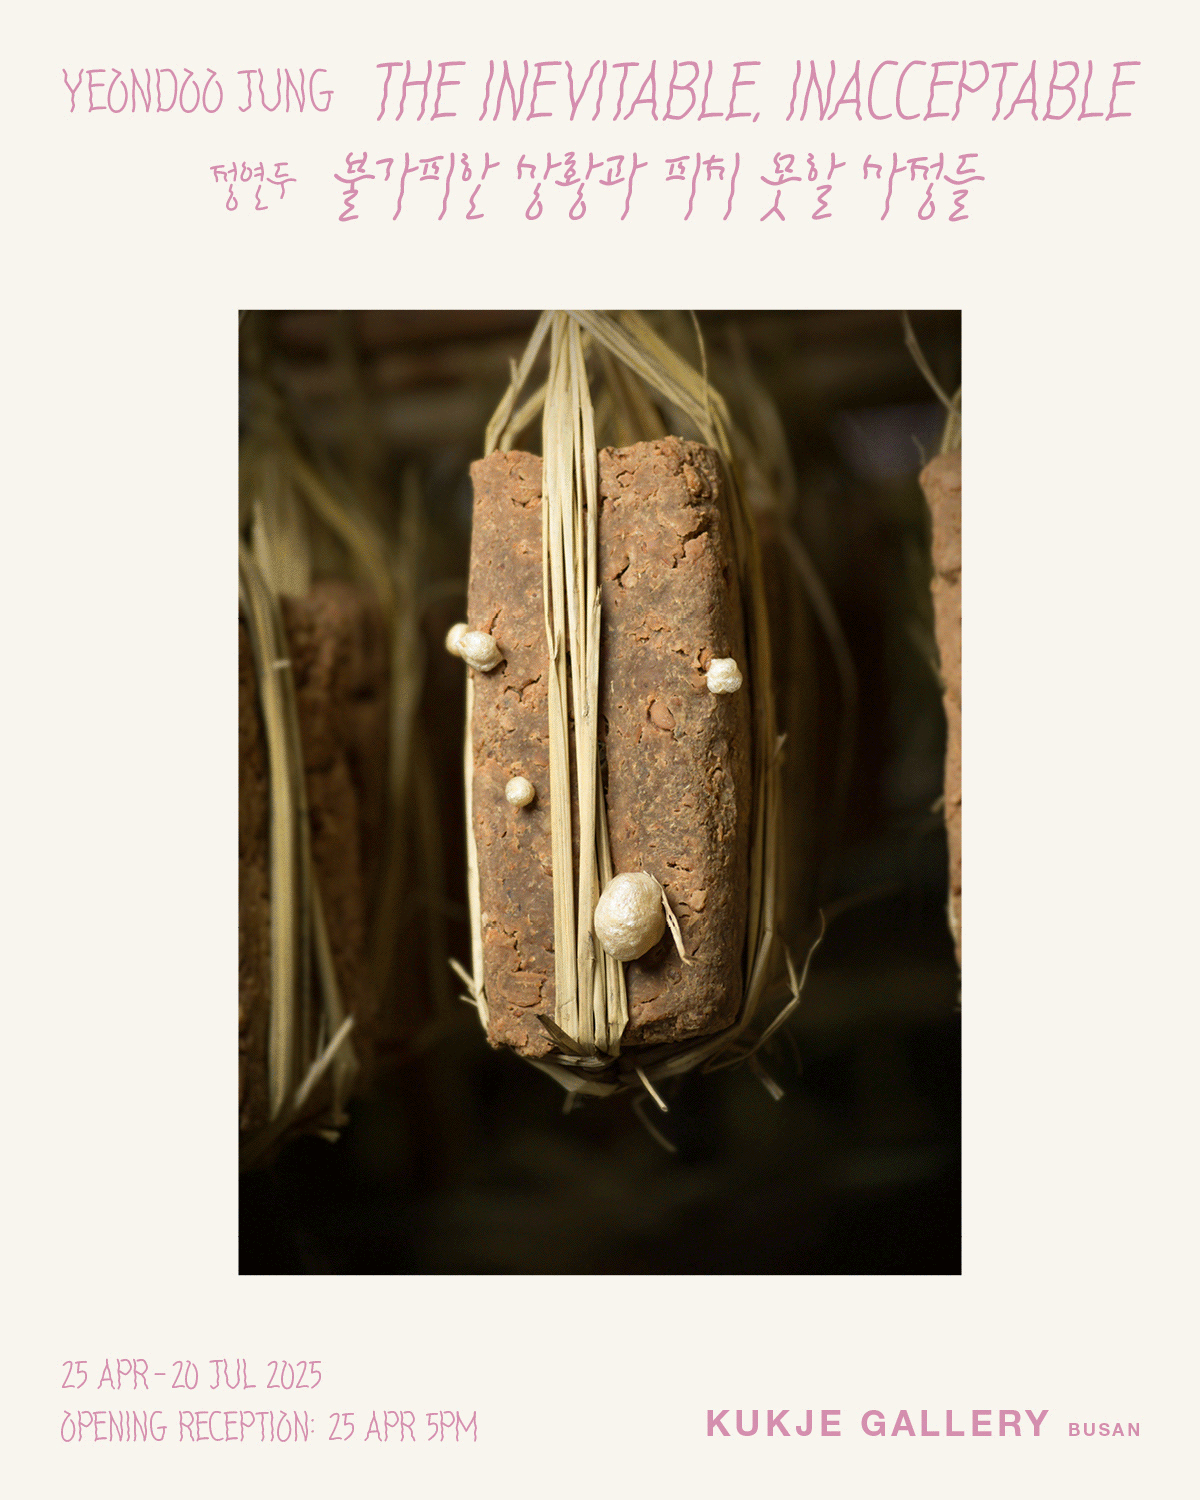 YEONDOO JUNG THE INEVITABLE, INACCEPTABLE
정연두 불가피한 상황과 피치 못할 사정들
25 APR – 20 JUL 2025
OPENING RECEPTION: 25 APR 5PM
KUKJE GALLERY BUSAN